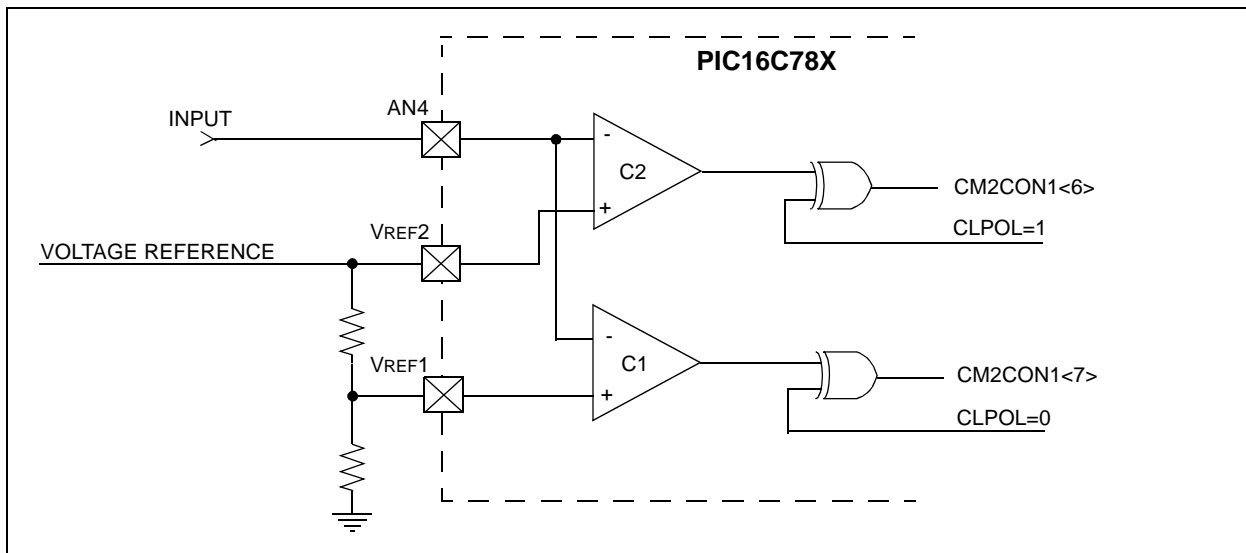 PIC16C78X
AN4
INPUT
-
C2
+
CM2CON1<6>
CLPOL=1
VREF2
VOLTAGE REFERENCE
-
C1
+
VREF1
CM2CON1<7>
CLPOL=0